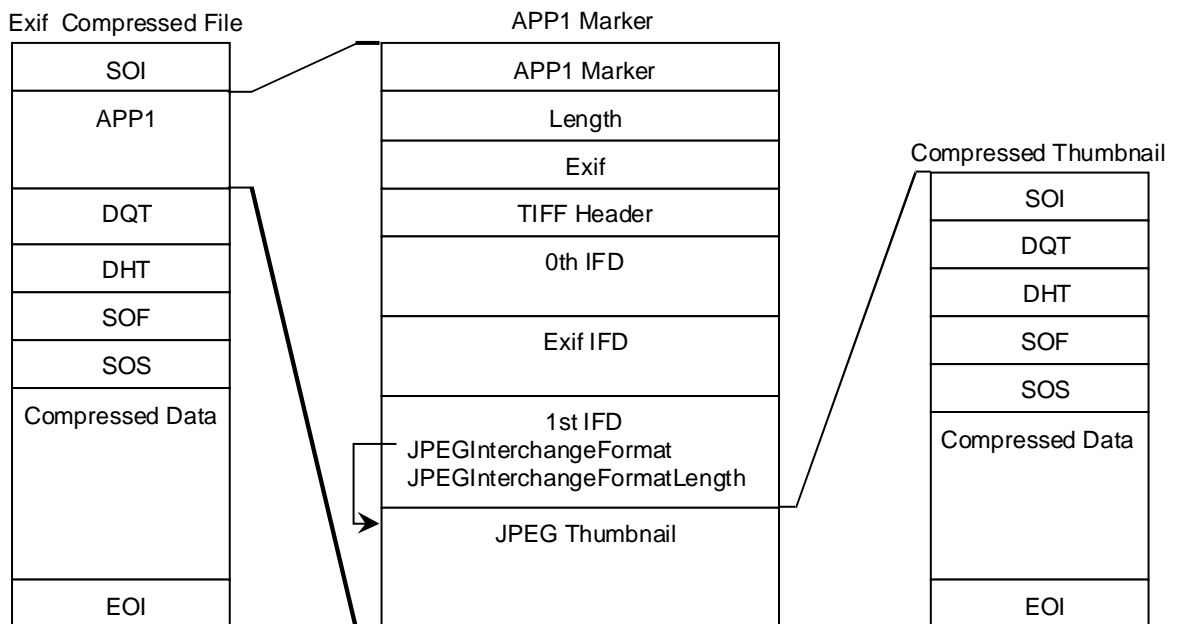 Exif Compressed File
SOI
APP1
DQT
DHT
SOF
SOS
Compressed Data
EOI
APP1 Marker
APP1 Marker
Length
Exif
TIFF Header
0th IFD
Exif IFD
1st IFD
JPEGInterchangeFormat
JPEGInterchangeFormatLength
JPEG Thumbnail
Compressed Thumbnail
SOI
DQT
DHT
SOF
SOS
Compressed Data
EOI